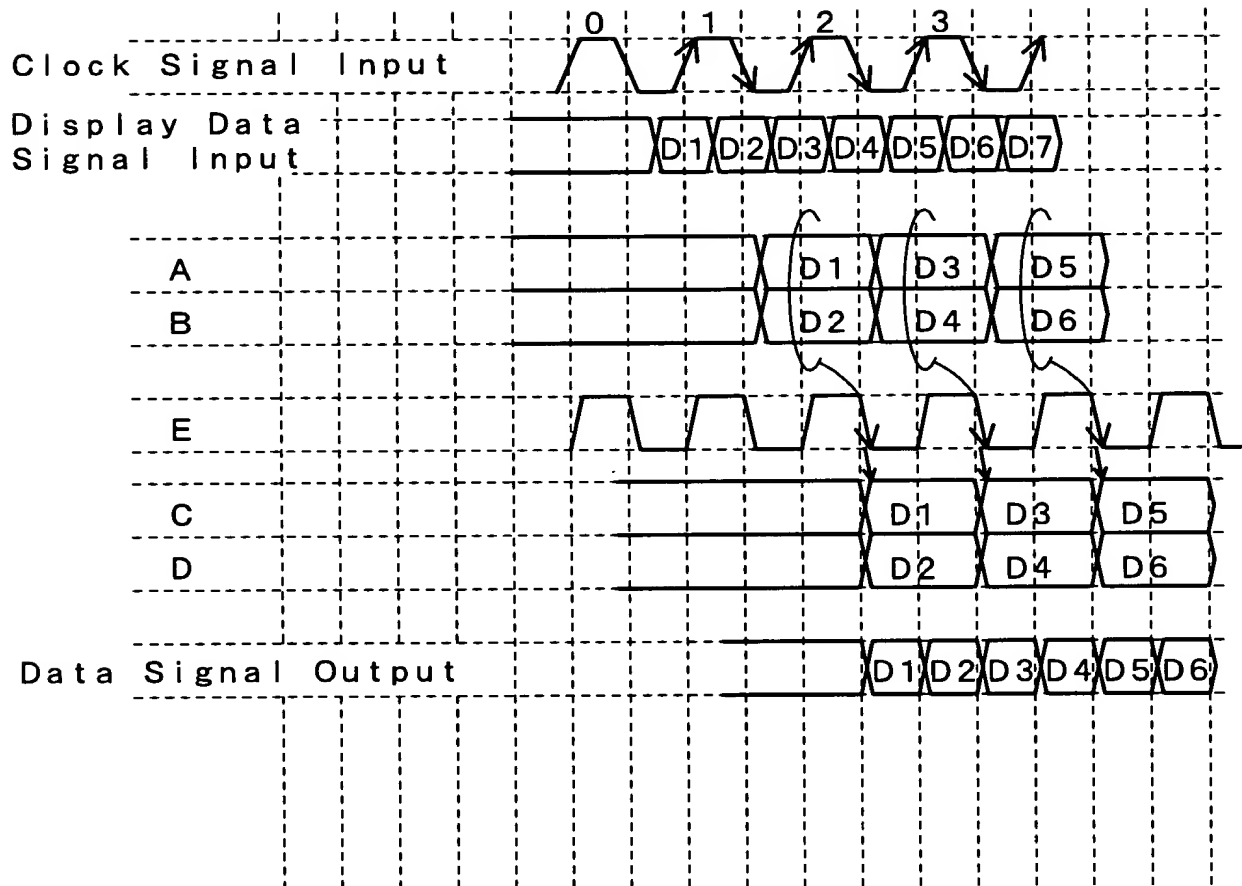 0 1 2 3
Clock Signal Input
Display Data
Signal Input
D1 D2 D3 D4 D5 D6 D7
A D1 D3 D5
B D2 D4 D6
E
C D1 D3 D5
D D2 D4 D6
Data Signal Output D1 D2 D3 D4 D5 D6